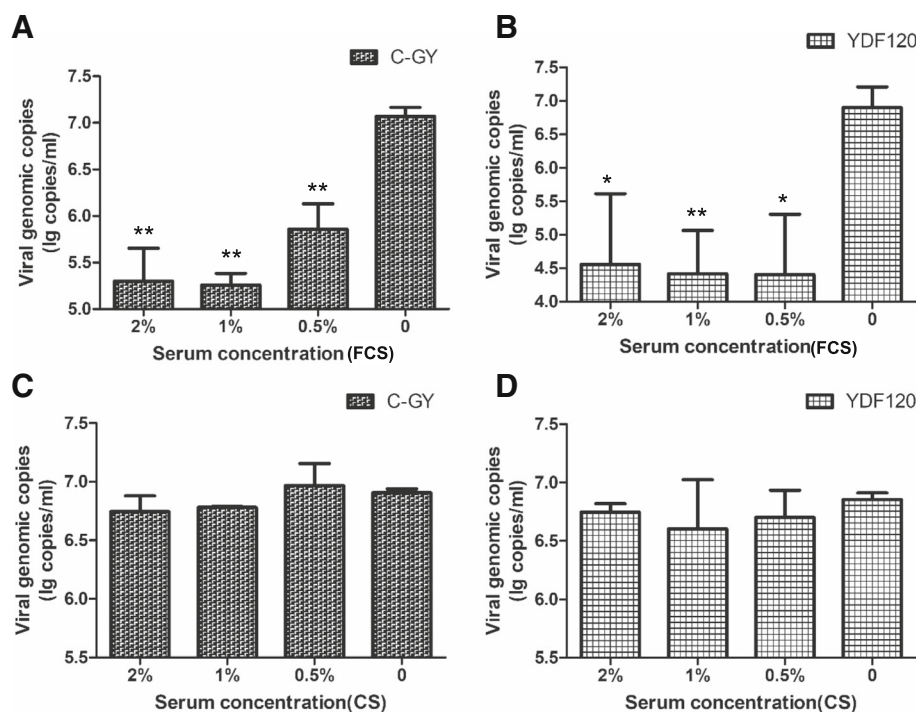 A
C-GY
Viral genomic copies
(lg copies/ml)
7.5
7.0
6.5
6.0
5.5
5.0
**
**
**
2%
1%
0.5%
0
Serum concentration(FCS)
B
YDF120
Viral genomic copies
(lg copies/ml)
7.5
7.0
6.5
6.0
5.5
5.0
4.5
4.0
*
**
*
2%
1%
0.5%
0
Serum concentration(FCS)
C
C-GY
Viral genomic copies
(lg copies/ml)
7.5
7.0
6.5
6.0
5.5
2%
1%
0.5%
0
Serum concentration(CS)
D
YDF120
Viral genomic copies
(lg copies/ml)
7.5
7.0
6.5
6.0
5.5
2%
1%
0.5%
0
Serum concentration(CS)